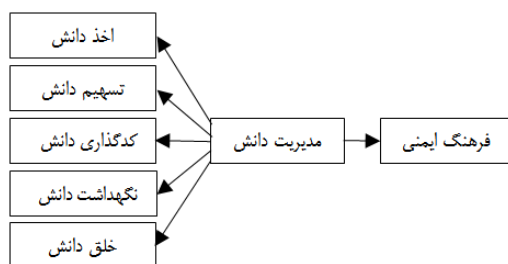 اخذ دانش
تسهیم دانش
کدگذاری دانش
نگهداشت دانش
خلق دانش
مدیریت دانش
فرهنگ ایمنی